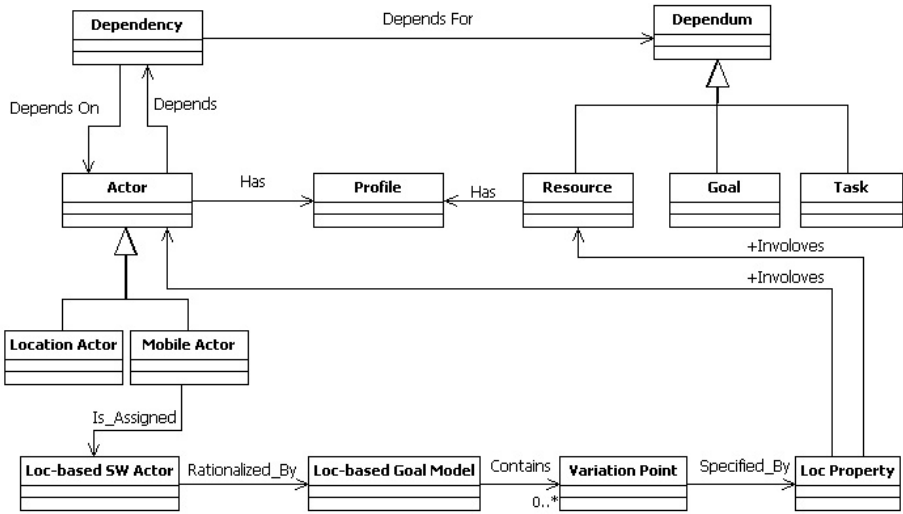 Dependency
Depends For
Dependum
Depends On
Depends
Actor
Has
Profile
Has
Resource
Goal
Task
+Involoves
+Involoves
Location Actor
Mobile Actor
Is_Assigned
Loc-based SW Actor
Rationalized_By
Loc-based Goal Model
Contains
0..*
Variation Point
Specified_By
Loc Property